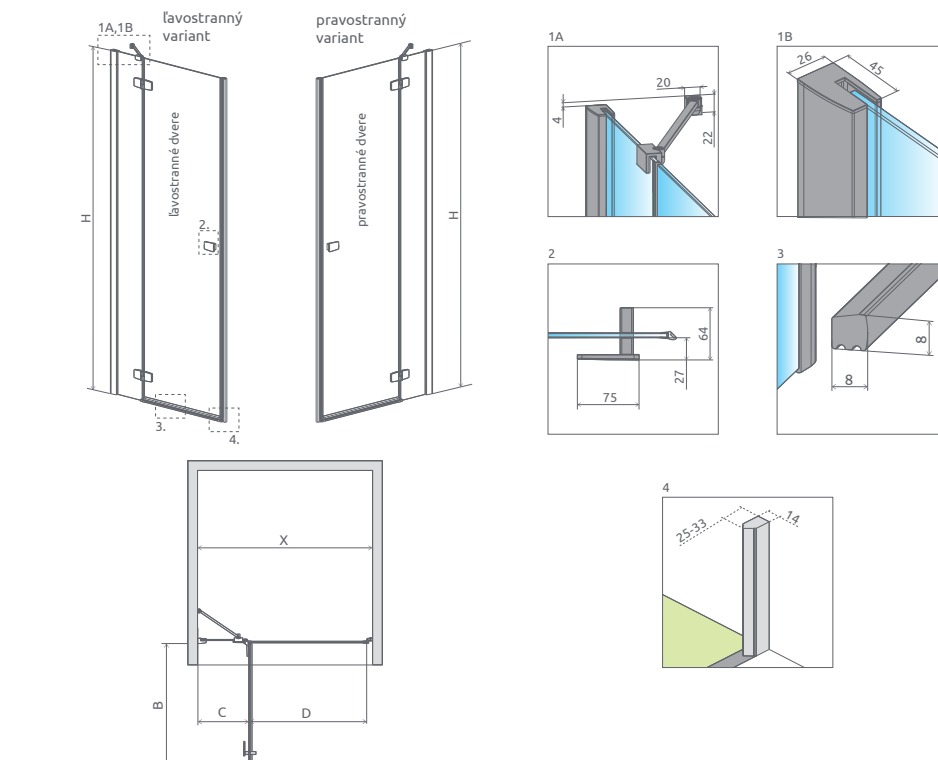 1A,1B
ľavostranný
variant
pravostranný
variant
ľavostranné dvere
pravostranné dvere
H
H
2.
3.
4.
1A
20
4
22
1B
26
45
2
64
27
75
3
8
8
X
B
C
D
4
25-33
14